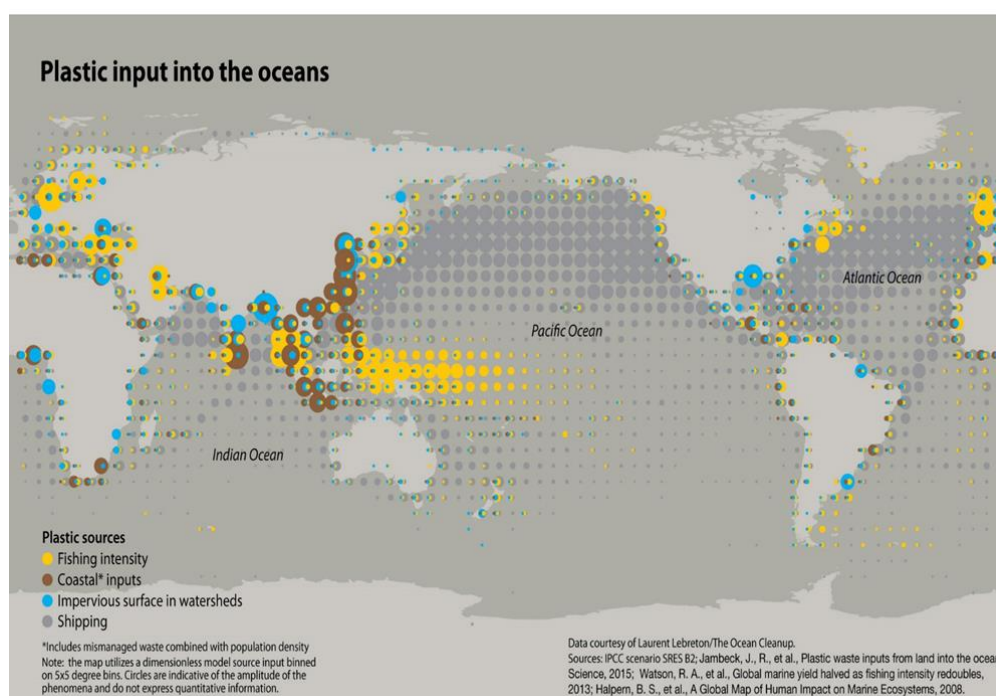 Plastic input into the oceans
Atlantic Ocean
Pacific Ocean
Indian Ocean
Plastic sources
Fishing intensity
Coastal* inputs
Impervious surface in watersheds
Shipping
*Includes mismanaged waste combined with population density
Note: the map utilizes a dimensionless model source input binned
on 5x5 degree bins. Circles are indicative of the amplitude of the
phenomena and do not express quantitative information.
Data courtesy of Laurent Lebreton/The Ocean Cleanup.
Sources: IPCC scenario SRES B2; Jambeck, J., R., et al., Plastic waste inputs from land into the ocean
Science, 2015; Watson, R. A., et al., Global marine yield halved as fishing intensity redoubles,
2013; Halpern, B. S., et al., A Global Map of Human Impact on Marine Ecosystems, 2008.